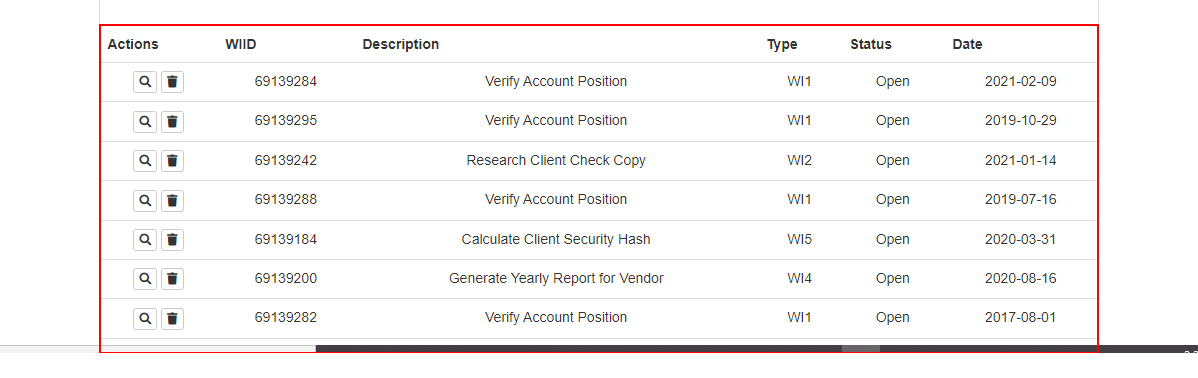 Actions WIID Description Type Status Date
69139284 Verify Account Position WI1 Open 2021-02-09
69139295 Verify Account Position WI1 Open 2019-10-29
69139242 Research Client Check Copy WI2 Open 2021-01-14
69139288 Verify Account Position WI1 Open 2019-07-16
69139184 Calculate Client Security Hash WI5 Open 2020-03-31
69139200 Generate Yearly Report for Vendor WI4 Open 2020-08-16
69139282 Verify Account Position WI1 Open 2017-08-01